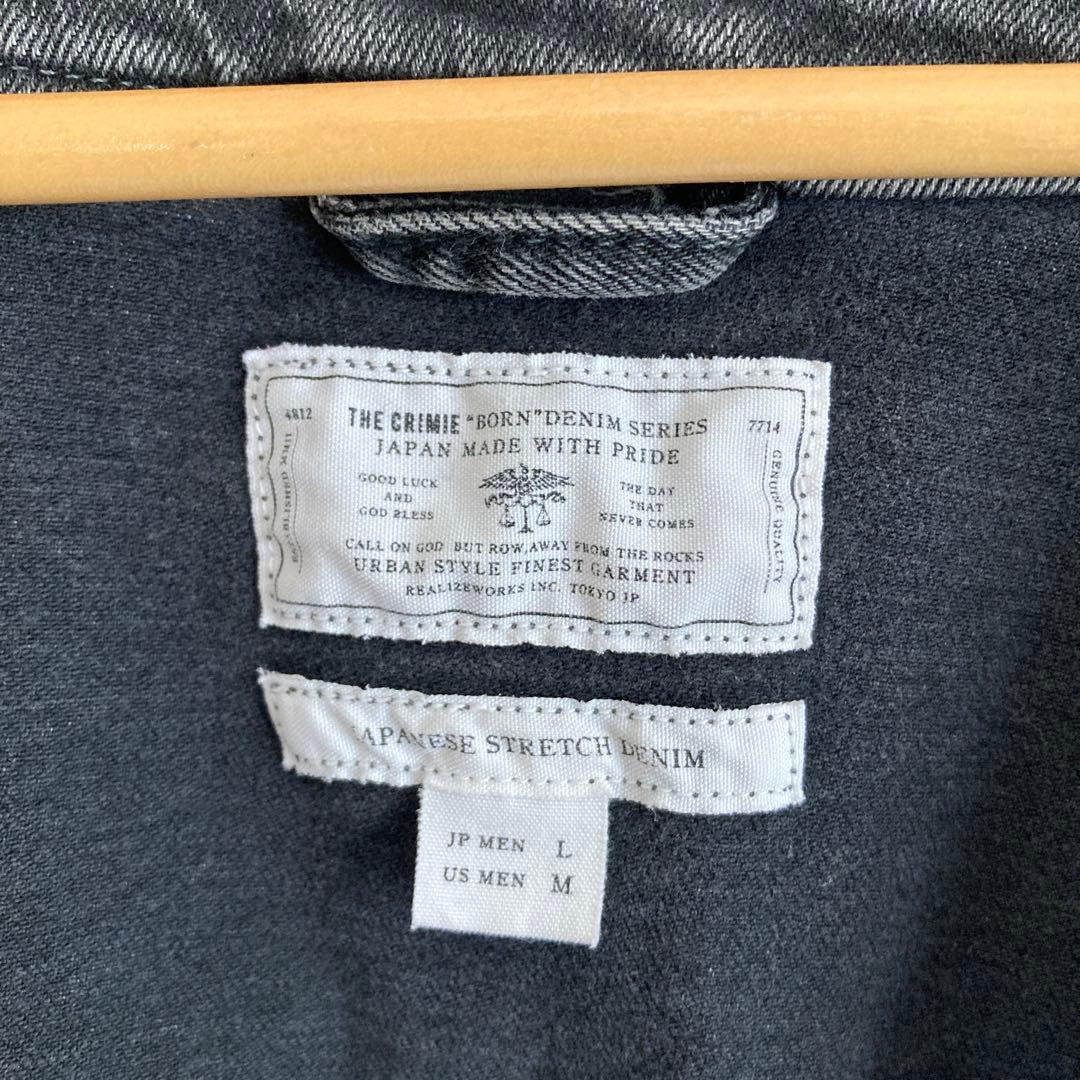 4812
THE CRIMIE "BORN" DENIM SERIES
7714
JAPAN MADE WITH PRIDE
GOOD LUCK
AND
GOD BLESS
THE DAY
THAT
NEVER COMES
CALL ON GOD BUT ROW AWAY FROM THE ROCKS
URBAN STYLE FINEST GARMENT
REALIZEWORKS INC. TOKYO JP
GENUINE QUALITY
JAPANESE STRETCH DENIM
JP MEN L
US MEN M